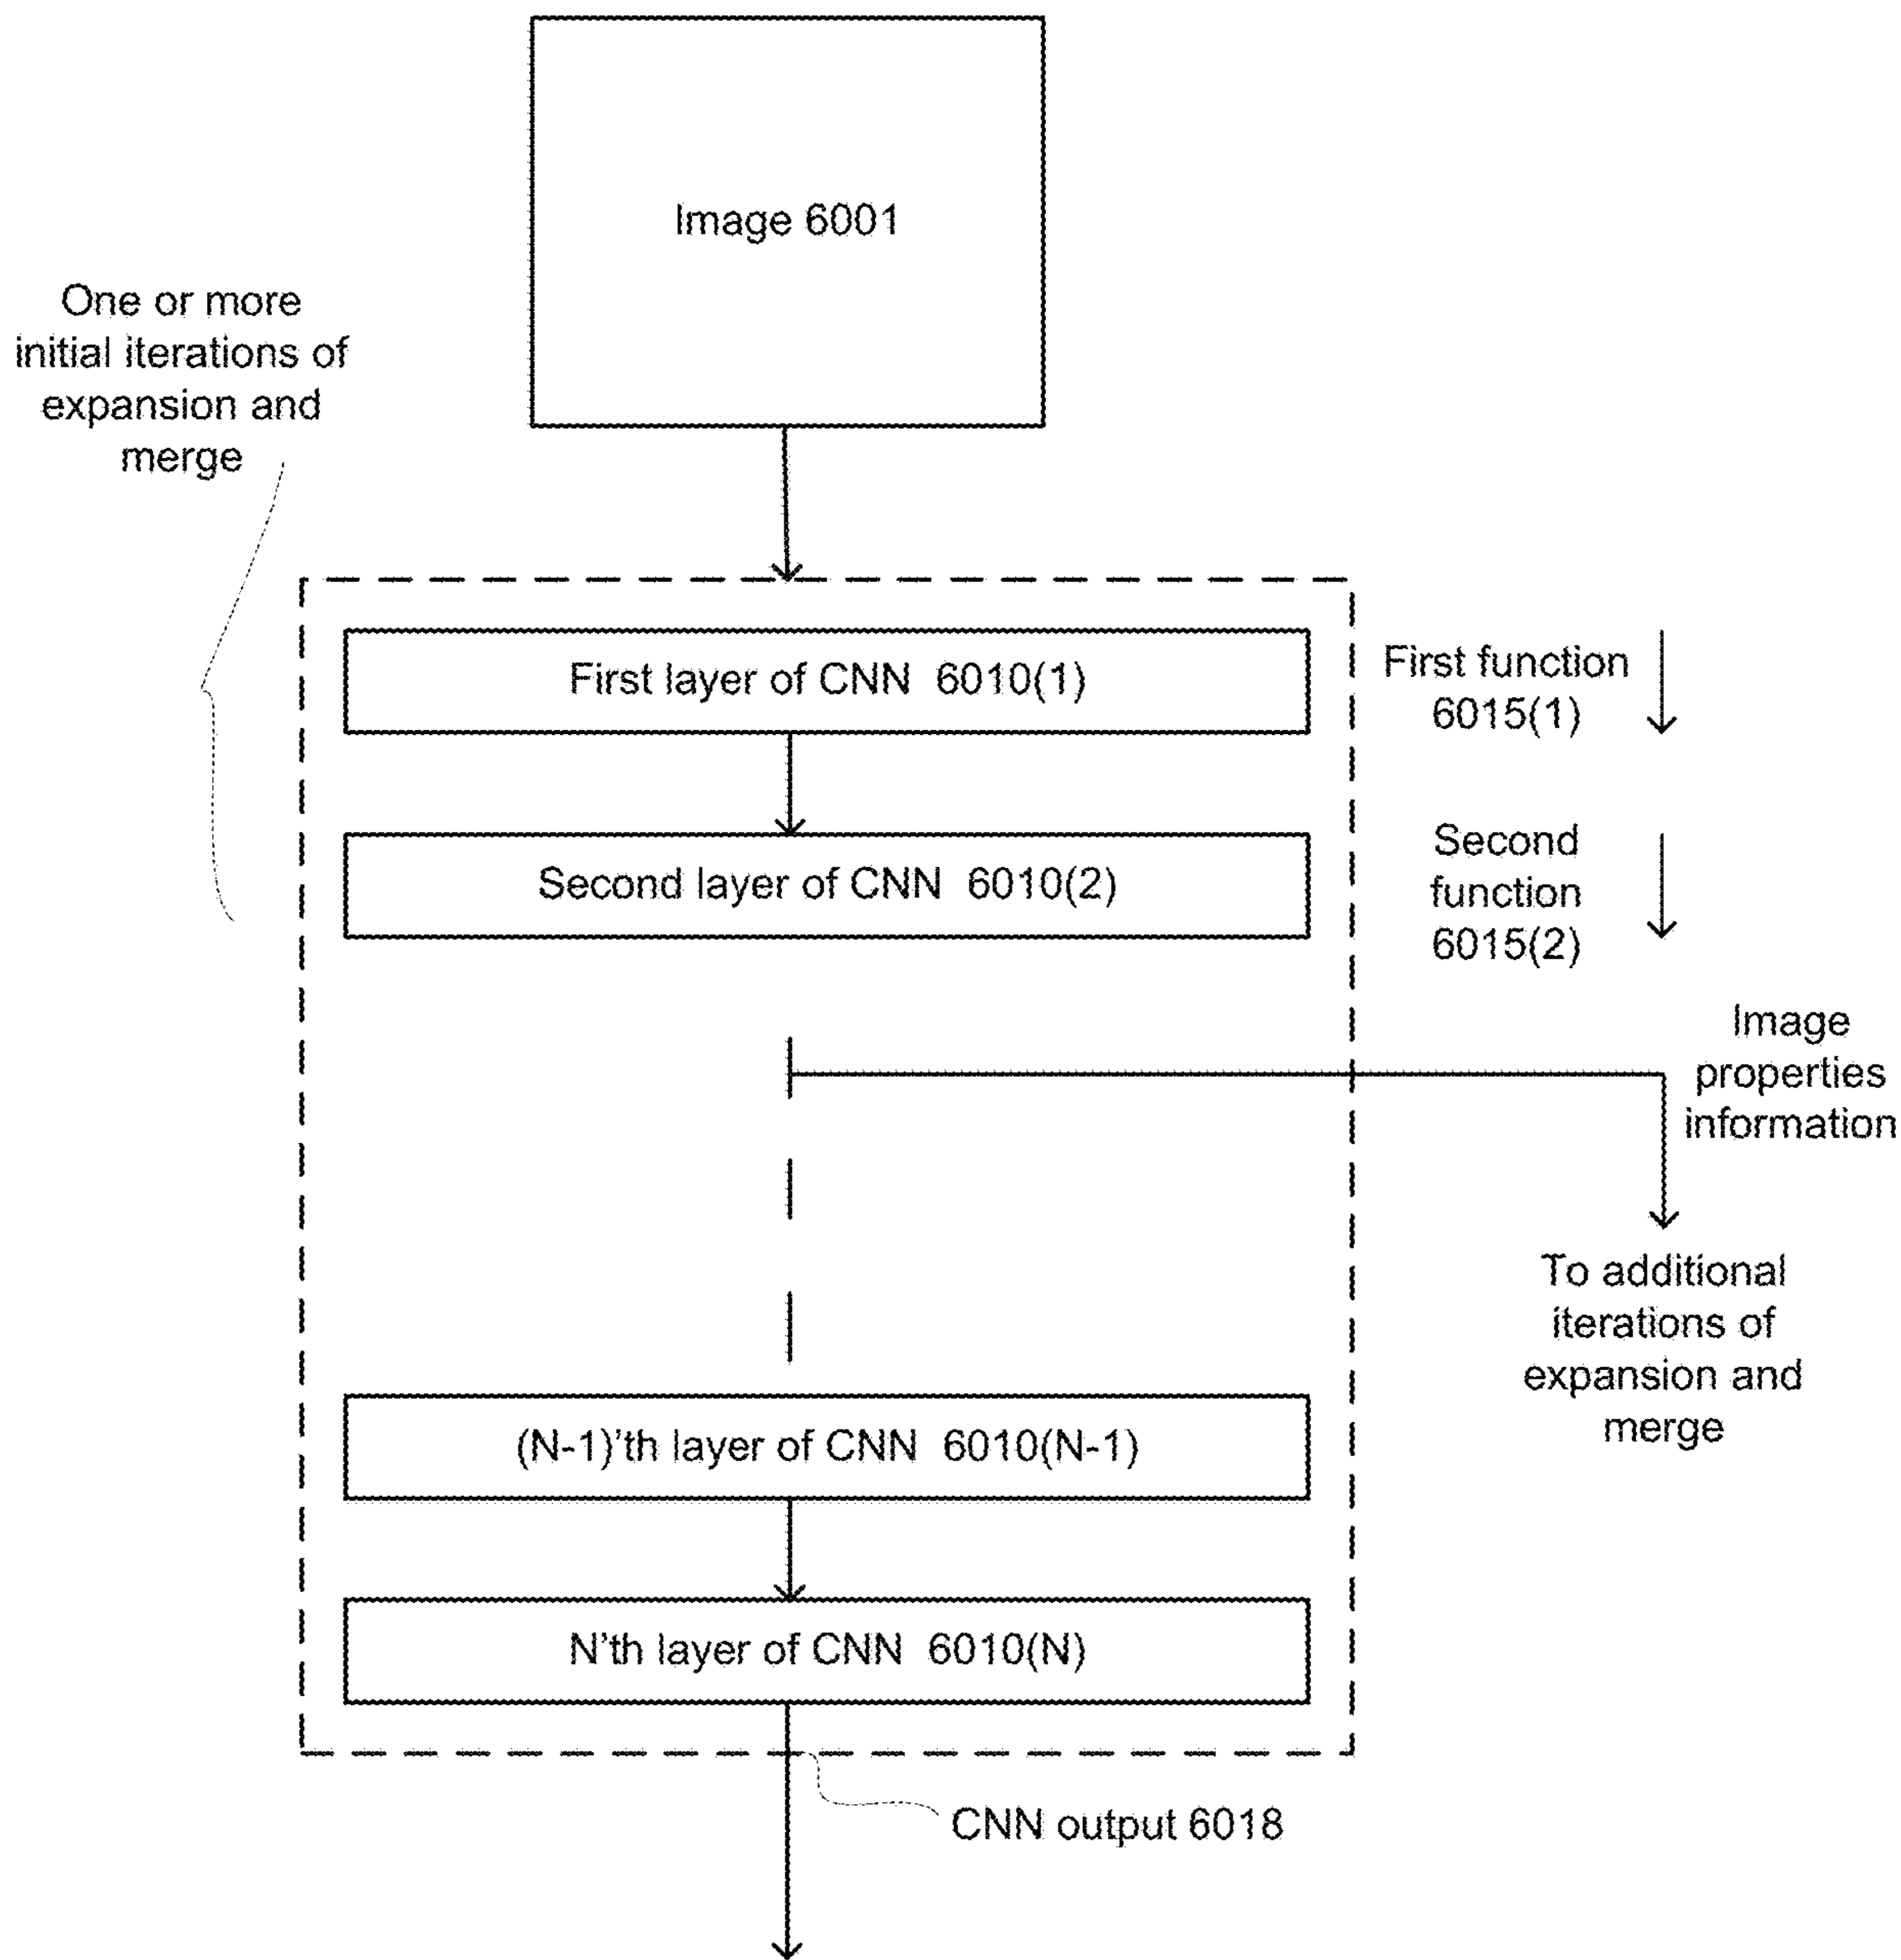 Image 6001
One or more
initial iterations of
expansion and
merge
First layer of CNN 6010(1)
First function
6015(1)
Second layer of CNN 6010(2)
Second
function
6015(2)
Image
properties
information
To additional
iterations of
expansion and
merge
(N-1)'th layer of CNN 6010(N-1)
N'th layer of CNN 6010(N)
CNN output 6018